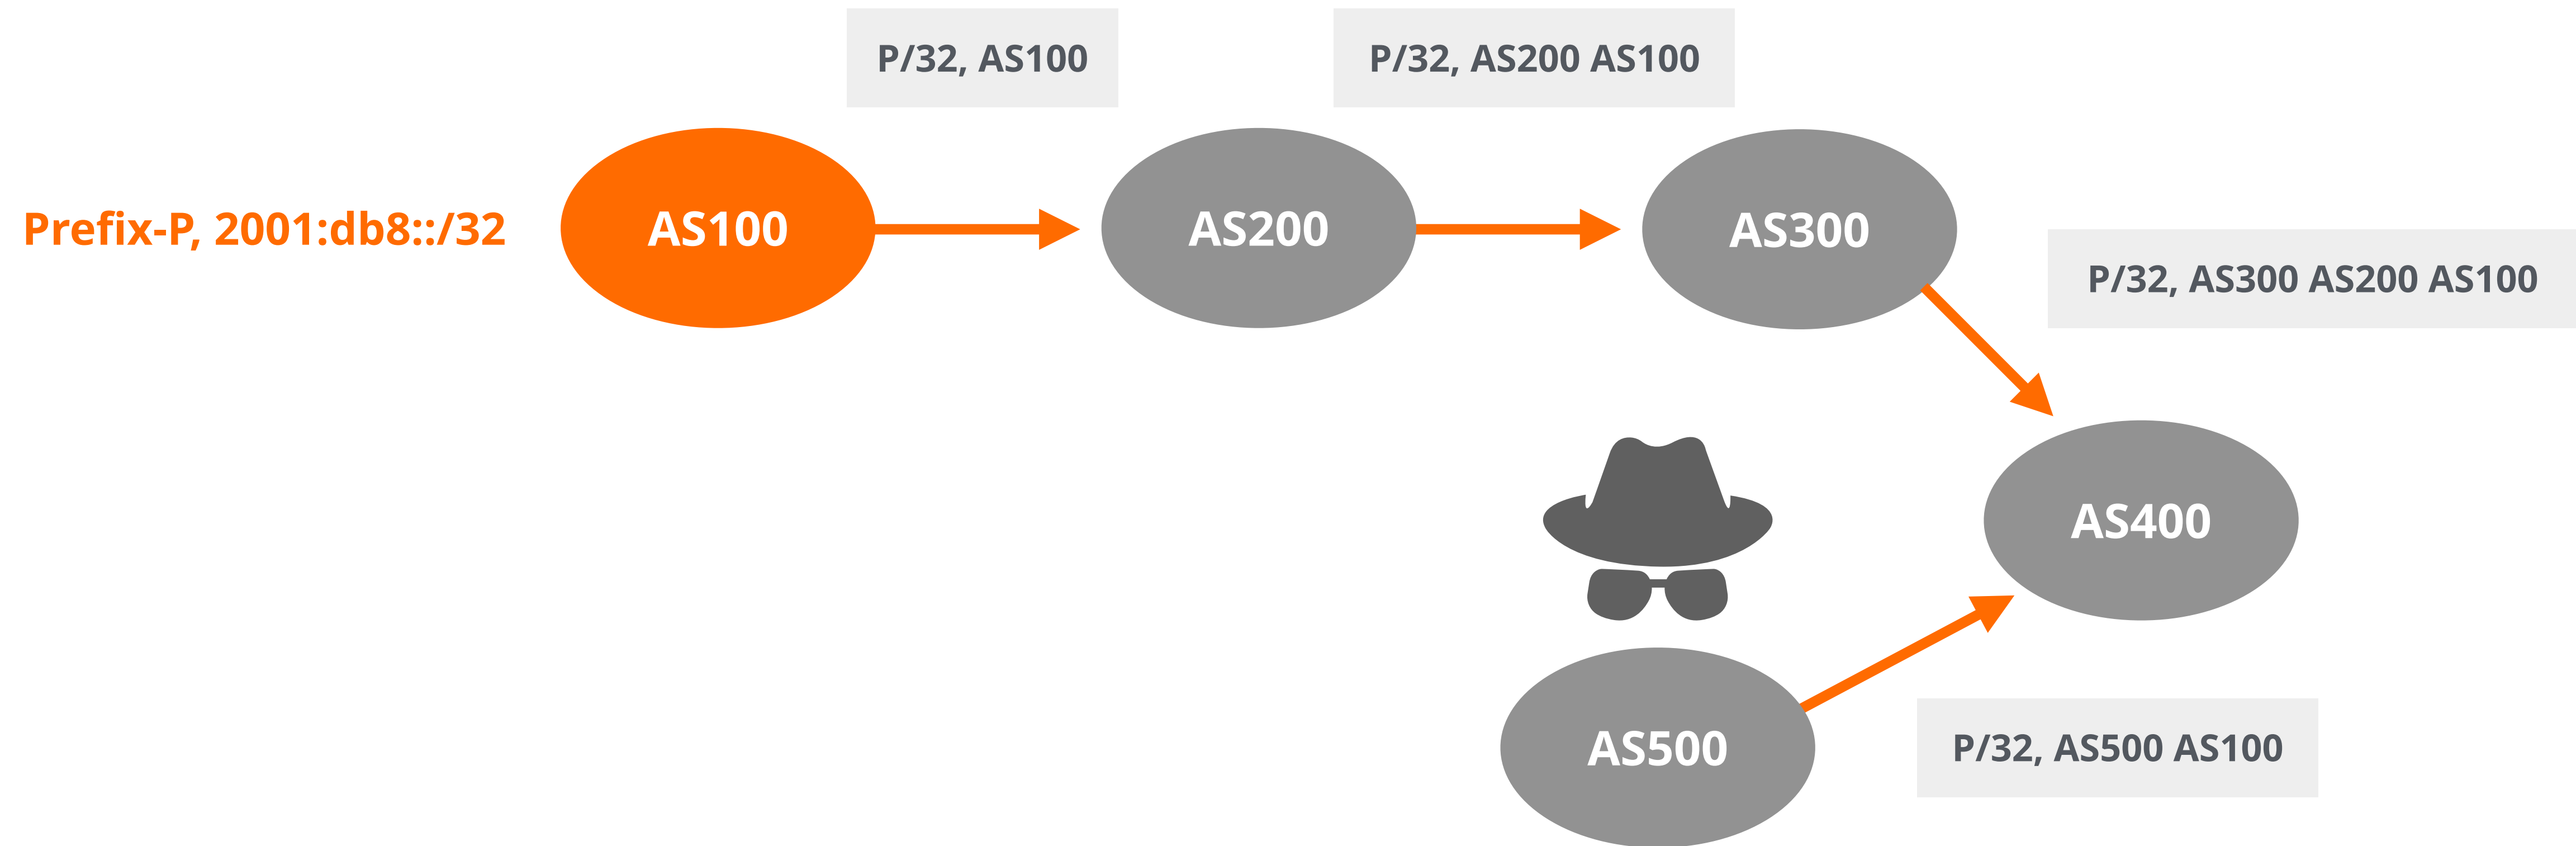 P/32, AS100
P/32, AS200 AS100
Prefix-P, 2001:db8::/32
AS100
AS200
AS300
P/32, AS300 AS200 AS100
AS400
AS500
P/32, AS500 AS100